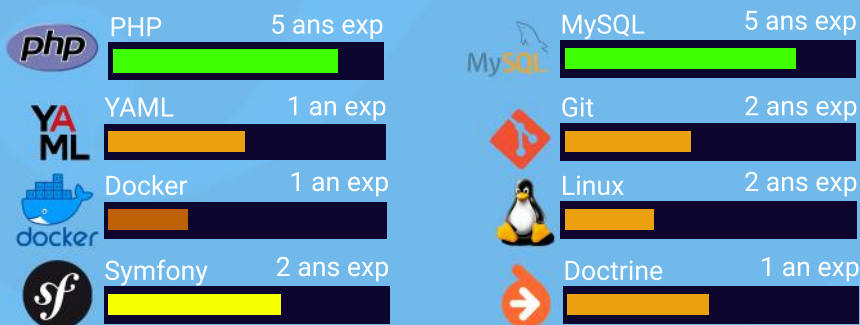 php PHP 5 ans exp
MySQL MySQL 5 ans exp
YAML YAML 1 an exp
Git 2 ans exp
docker Docker 1 an exp
Linux 2 ans exp
sf Symfony 2 ans exp
Doctrine 1 an exp